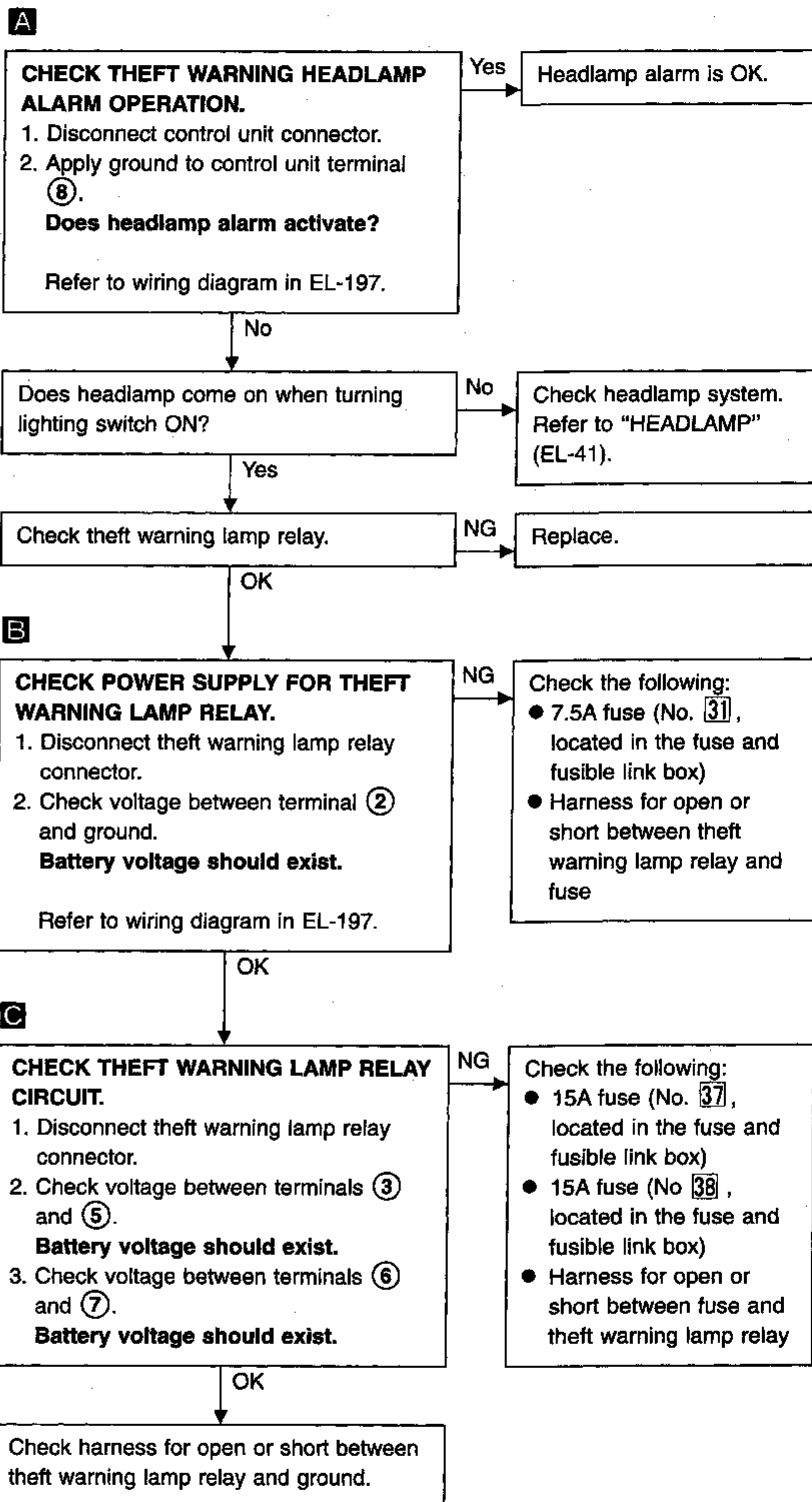 A
CHECK THEFT WARNING HEADLAMP
ALARM OPERATION.
1. Disconnect control unit connector.
2. Apply ground to control unit terminal
⑧.
Does headlamp alarm activate?
Refer to wiring diagram in EL-197.
Yes
Headlamp alarm is OK.
No
Does headlamp come on when turning
lighting switch ON?
No
Check headlamp system.
Refer to “HEADLAMP”
(EL-41).
Yes
Check theft warning lamp relay.
NG
Replace.
OK
B
CHECK POWER SUPPLY FOR THEFT
WARNING LAMP RELAY.
1. Disconnect theft warning lamp relay
connector.
2. Check voltage between terminal ②
and ground.
Battery voltage should exist.
Refer to wiring diagram in EL-197.
NG
Check the following:
● 7.5A fuse (No. 31,
located in the fuse and
fusible link box)
● Harness for open or
short between theft
warning lamp relay and
fuse
OK
C
CHECK THEFT WARNING LAMP RELAY
CIRCUIT.
1. Disconnect theft warning lamp relay
connector.
2. Check voltage between terminals ③
and ⑤.
Battery voltage should exist.
3. Check voltage between terminals ⑥
and ⑦.
Battery voltage should exist.
NG
Check the following:
● 15A fuse (No. 37,
located in the fuse and
fusible link box)
● 15A fuse (No 38,
located in the fuse and
fusible link box)
● Harness for open or
short between fuse and
theft warning lamp relay
OK
Check harness for open or short between
theft warning lamp relay and ground.